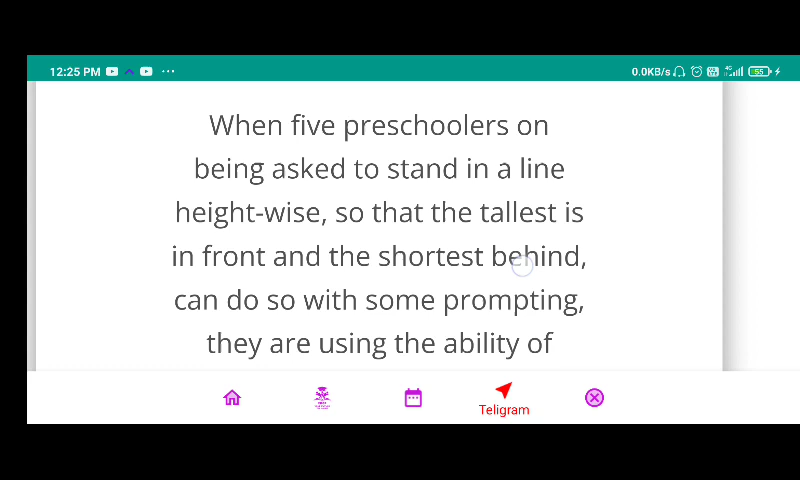 12:25 PM ...
0.0KB/s 4G 55
When five preschoolers on
being asked to stand in a line
height-wise, so that the tallest is
in front and the shortest behind,
can do so with some prompting,
they are using the ability of
Teligram